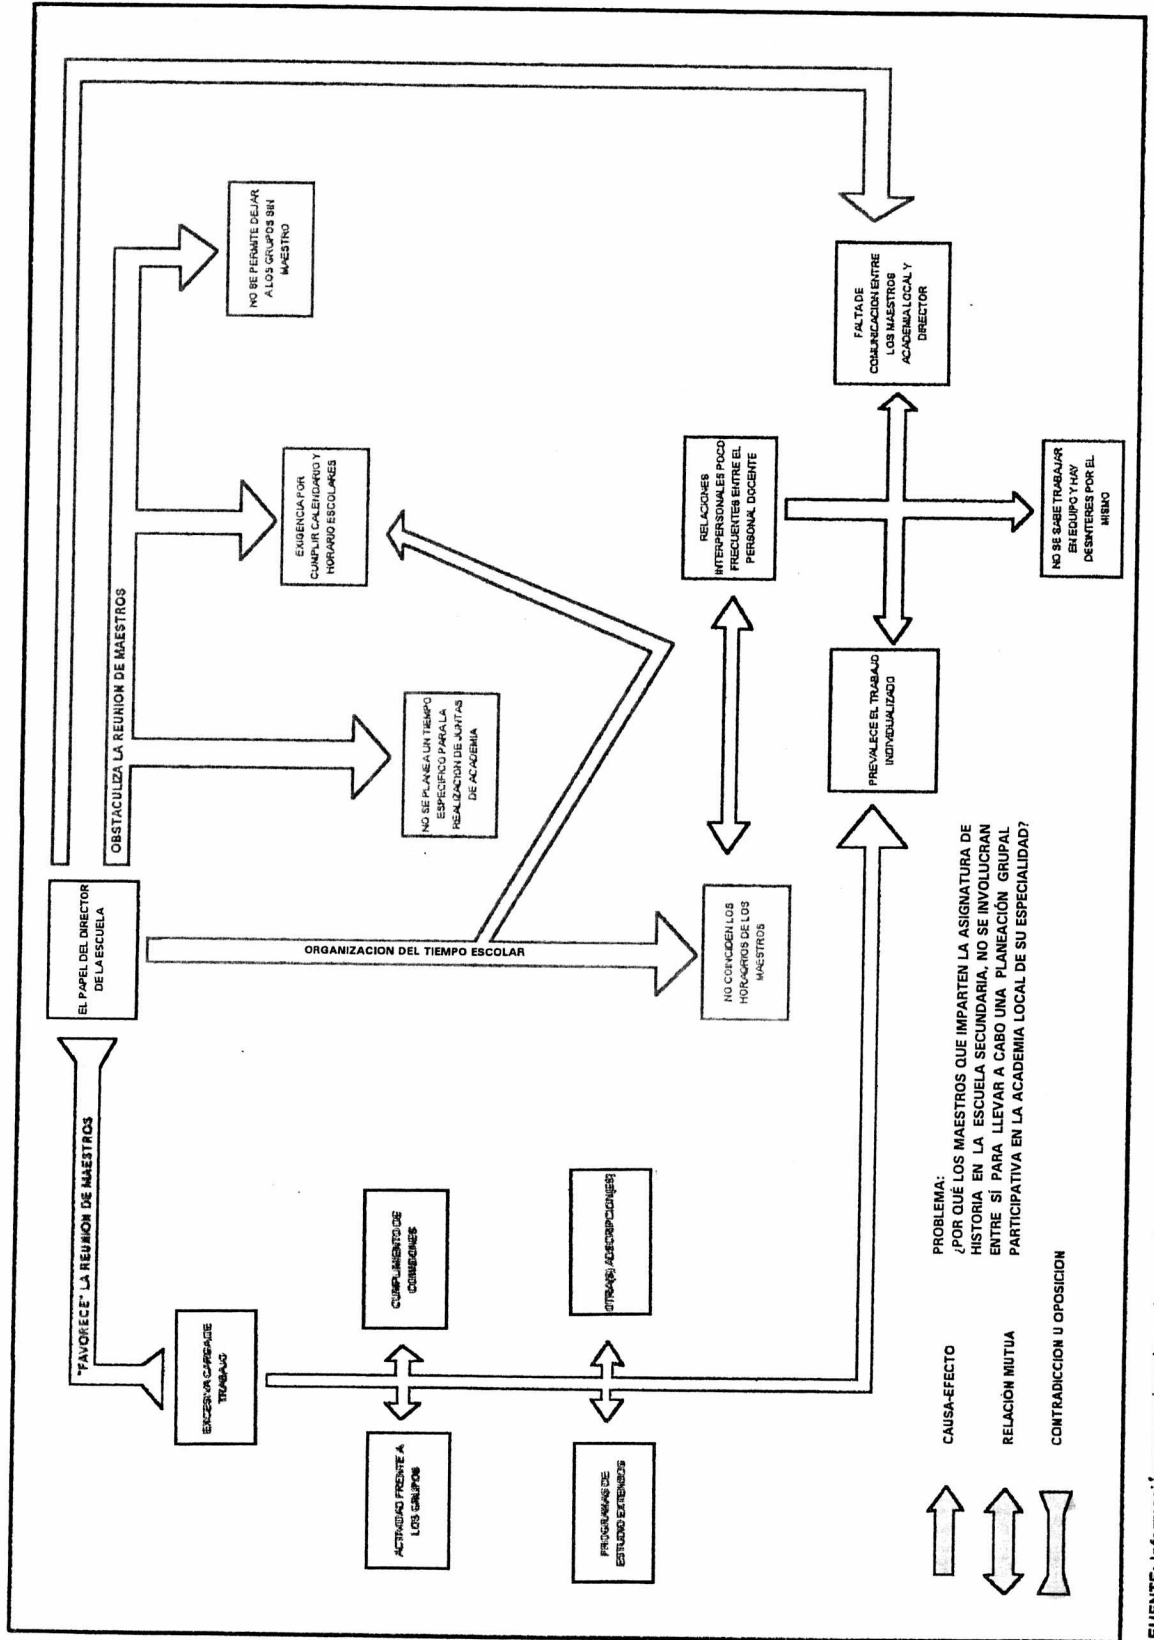 "FAVORECE" LA REUNION DE MAESTROS
EL PAPEL DEL DIRECTOR
DE LA ESCUELA
OBSTACULIZA LA REUNION DE MAESTROS
NO SE PERMITE DEJAR
A LOS GRUPOS SIN
MAESTRO
EXCESIVA CARGA DE
TRABAJO
EXIGENCIA POR
CUMPLIR CALENDARIO Y
HORARIO ESCOLARES
ORGANIZACION DEL TIEMPO ESCOLAR
NO SE PLANEA UN TIEMPO
ESPECIFICO PARA LA
REALIZACION DE JUNTAS
DE ACADEMIA
ACTIVIDAD FRENTE A
LOS GRUPOS
CUMPLIMIENTO DE
COMISIONES
PROGRAMAS DE
ESTUDIO EXTENSOS
OTRA(S) ADSCRIPCION(ES)
NO COINCIDEN LOS
HORAORIOS DE LOS
MAESTROS
RELACIONES
INTERPERSONALES POCO
FRECUENTES ENTRE EL
PERSONAL DOCENTE
PREVALECE EL TRABAJO
INDIVIDUALIZADO
FALTA DE
COMUNICACION ENTRE
LOS MAESTROS
ACADEMIA LOCAL Y
DIRECTOR
NO SE SABE TRABAJAR
EN EQUIPO Y HAY
DESINTERES POR EL
MISMO
CAUSA-EFECTO
RELACIÓN MUTUA
CONTRADICCION U OPOSICION
PROBLEMA:
¿POR QUÉ LOS MAESTROS QUE IMPARTEN LA ASIGNATURA DE
HISTORIA EN LA ESCUELA SECUNDARIA, NO SE INVOLUCRAN
ENTRE SÍ PARA LLEVAR A CABO UNA PLANEACIÓN GRUPAL
PARTICIPATIVA EN LA ACADEMIA LOCAL DE SU ESPECIALIDAD?
FUENTE: